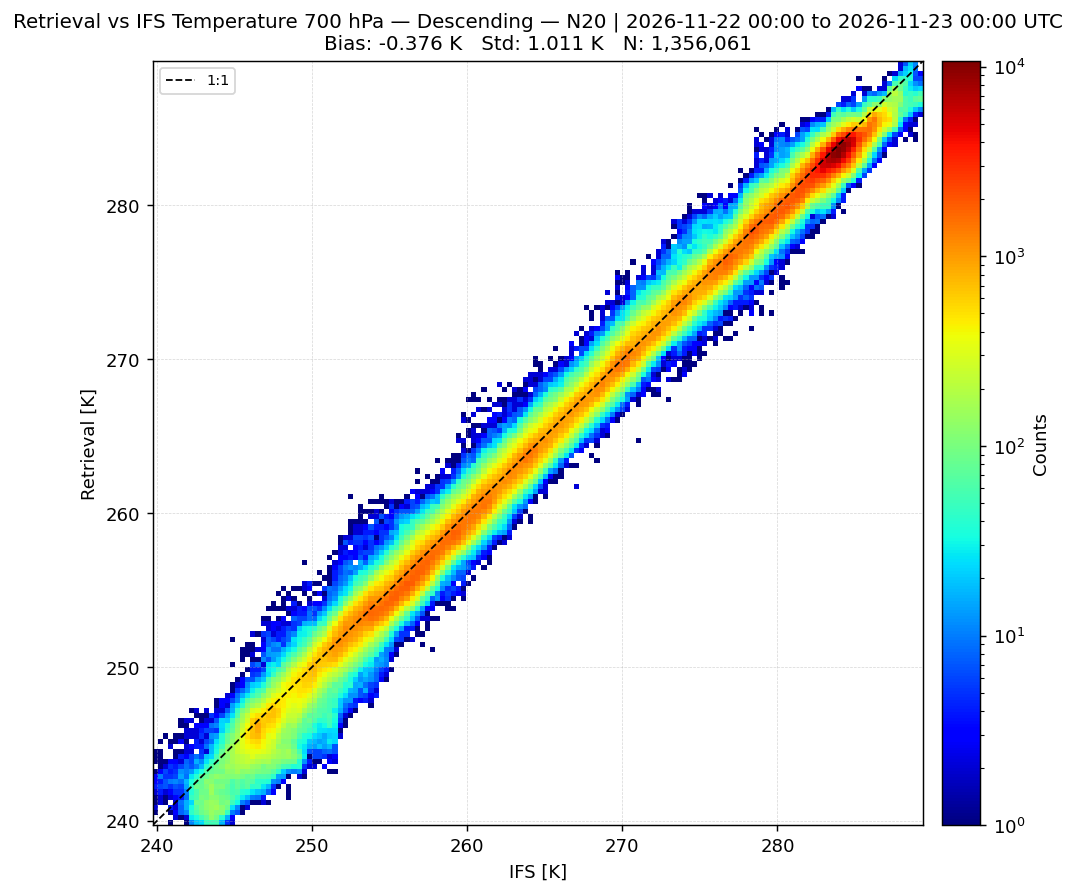 Retrieval vs IFS Temperature 700 hPa — Descending — N20 | 2026-11-22 00:00 to 2026-11-23 00:00 UTC
Bias: -0.376 K   Std: 1.011 K   N: 1,356,061
1:1
280
270
260
250
240
Retrieval [K]
240 250 260 270 280
IFS [K]
10⁴
10³
10²
10¹
10⁰
Counts